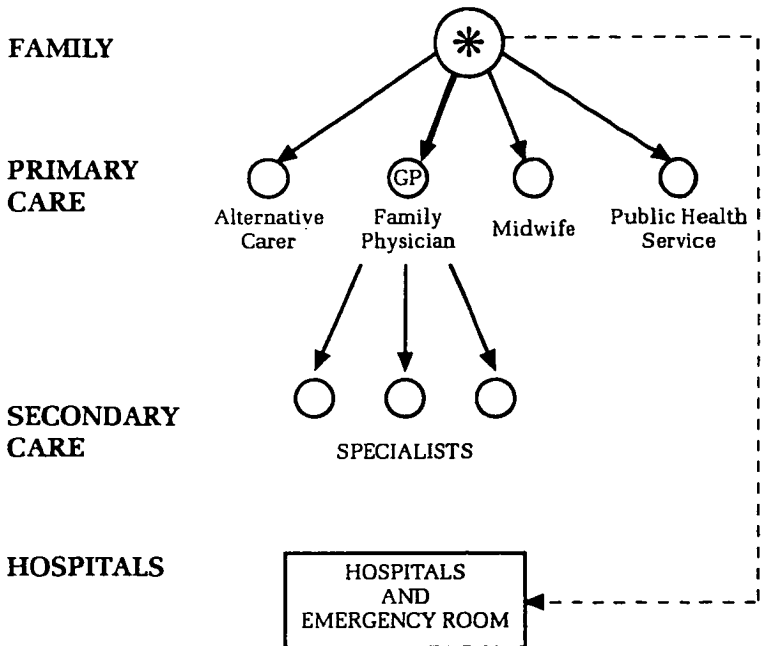 FAMILY
PRIMARY
CARE
GP
Alternative
Carer
Family
Physician
Midwife
Public Health
Service
SECONDARY
CARE
SPECIALISTS
HOSPITALS
HOSPITALS
AND
EMERGENCY ROOM